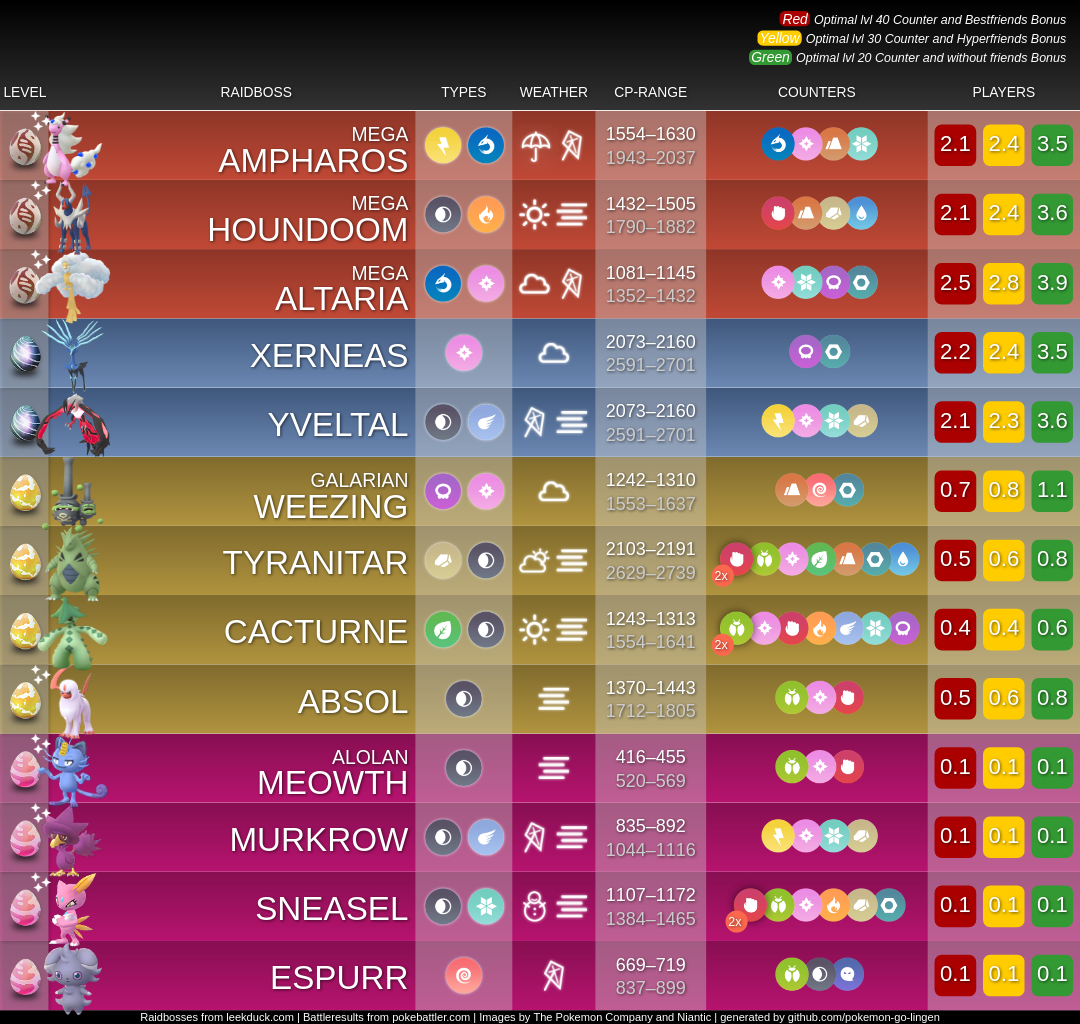 Red Optimal lvl 40 Counter and Bestfriends Bonus
Yellow Optimal lvl 30 Counter and Hyperfriends Bonus
Green Optimal lvl 20 Counter and without friends Bonus
LEVEL RAIDBOSS TYPES WEATHER CP-RANGE COUNTERS PLAYERS
MEGA
AMPHAROS
1554–1630
1943–2037
2.1 2.4 3.5
MEGA
HOUNDOOM
1432–1505
1790–1882
2.1 2.4 3.6
MEGA
ALTARIA
1081–1145
1352–1432
2.5 2.8 3.9
XERNEAS
2073–2160
2591–2701
2.2 2.4 3.5
YVELTAL
2073–2160
2591–2701
2.1 2.3 3.6
GALARIAN
WEEZING
1242–1310
1553–1637
0.7 0.8 1.1
TYRANITAR
2103–2191
2629–2739
2x
0.5 0.6 0.8
CACTURNE
1243–1313
1554–1641
2x
0.4 0.4 0.6
ABSOL
1370–1443
1712–1805
0.5 0.6 0.8
ALOLAN
MEOWTH
416–455
520–569
0.1 0.1 0.1
MURKROW
835–892
1044–1116
0.1 0.1 0.1
SNEASEL
1107–1172
1384–1465
2x
0.1 0.1 0.1
ESPURR
669–719
837–899
0.1 0.1 0.1
Raidbosses from leekduck.com | Battleresults from pokebattler.com | Images by The Pokemon Company and Niantic | generated by github.com/pokemon-go-lingen